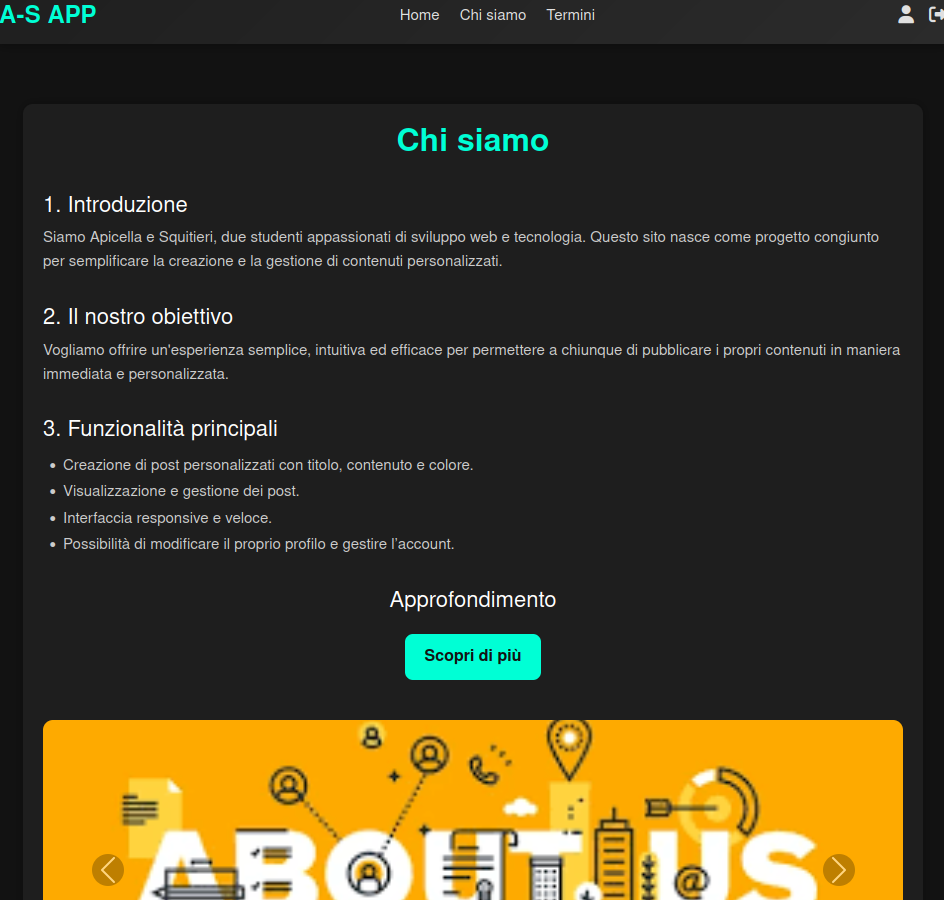 A-S APP
Home Chi siamo Termini
Chi siamo
1. Introduzione
Siamo Apicella e Squitieri, due studenti appassionati di sviluppo web e tecnologia. Questo sito nasce come progetto congiunto
per semplificare la creazione e la gestione di contenuti personalizzati.
2. Il nostro obiettivo
Vogliamo offrire un'esperienza semplice, intuitiva ed efficace per permettere a chiunque di pubblicare i propri contenuti in maniera
immediata e personalizzata.
3. Funzionalità principali
• Creazione di post personalizzati con titolo, contenuto e colore.
• Visualizzazione e gestione dei post.
• Interfaccia responsive e veloce.
• Possibilità di modificare il proprio profilo e gestire l'account.
Approfondimento
Scopri di più
ABOUT US
@